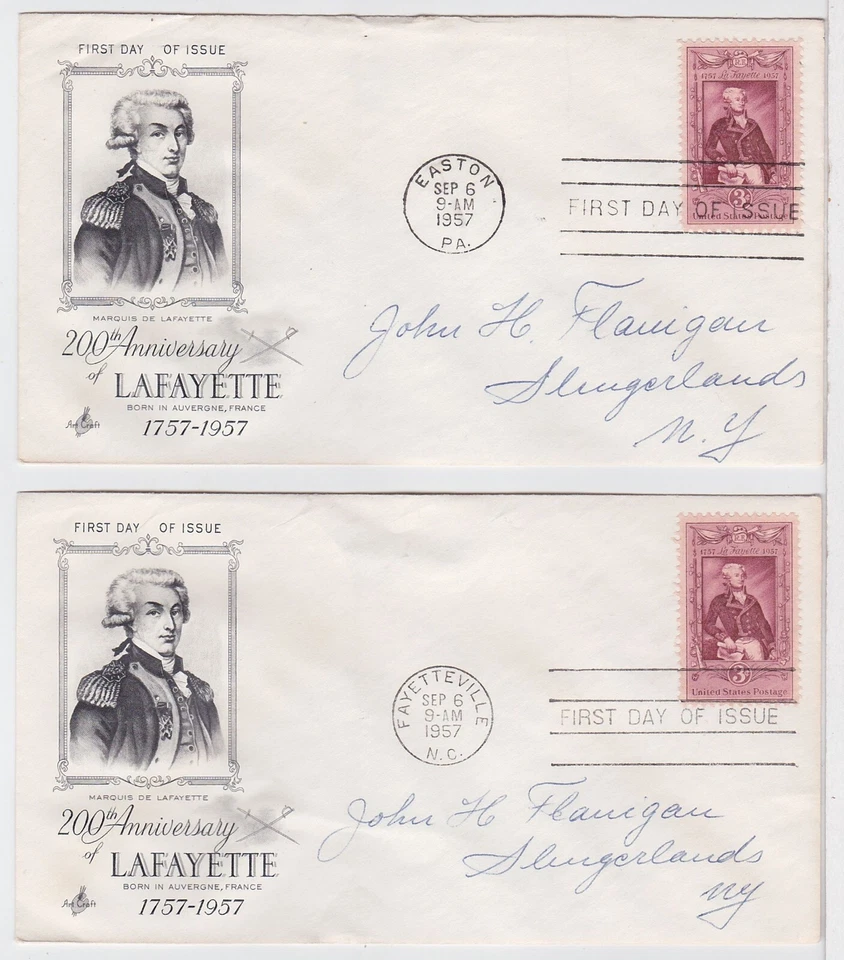 FIRST DAY OF ISSUE
1757 La Fayette 1957
EASTON
SEP 6
9-AM
1957
PA.
3¢
FIRST DAY OF ISSUE
United States Postage
MARQUIS DE LAFAYETTE
200th Anniversary
of LAFAYETTE
BORN IN AUVERGNE, FRANCE
Art Craft
1757-1957
John H. Flanigan
Slingerlands
N.Y
FIRST DAY OF ISSUE
1757 La Fayette 1957
FAYETTEVILLE
SEP 6
9-AM
1957
N.C.
3¢
United States Postage
FIRST DAY OF ISSUE
MARQUIS DE LAFAYETTE
200th Anniversary
of LAFAYETTE
BORN IN AUVERGNE, FRANCE
Art Craft
1757-1957
John H Flanigan
Slingerlands
NY